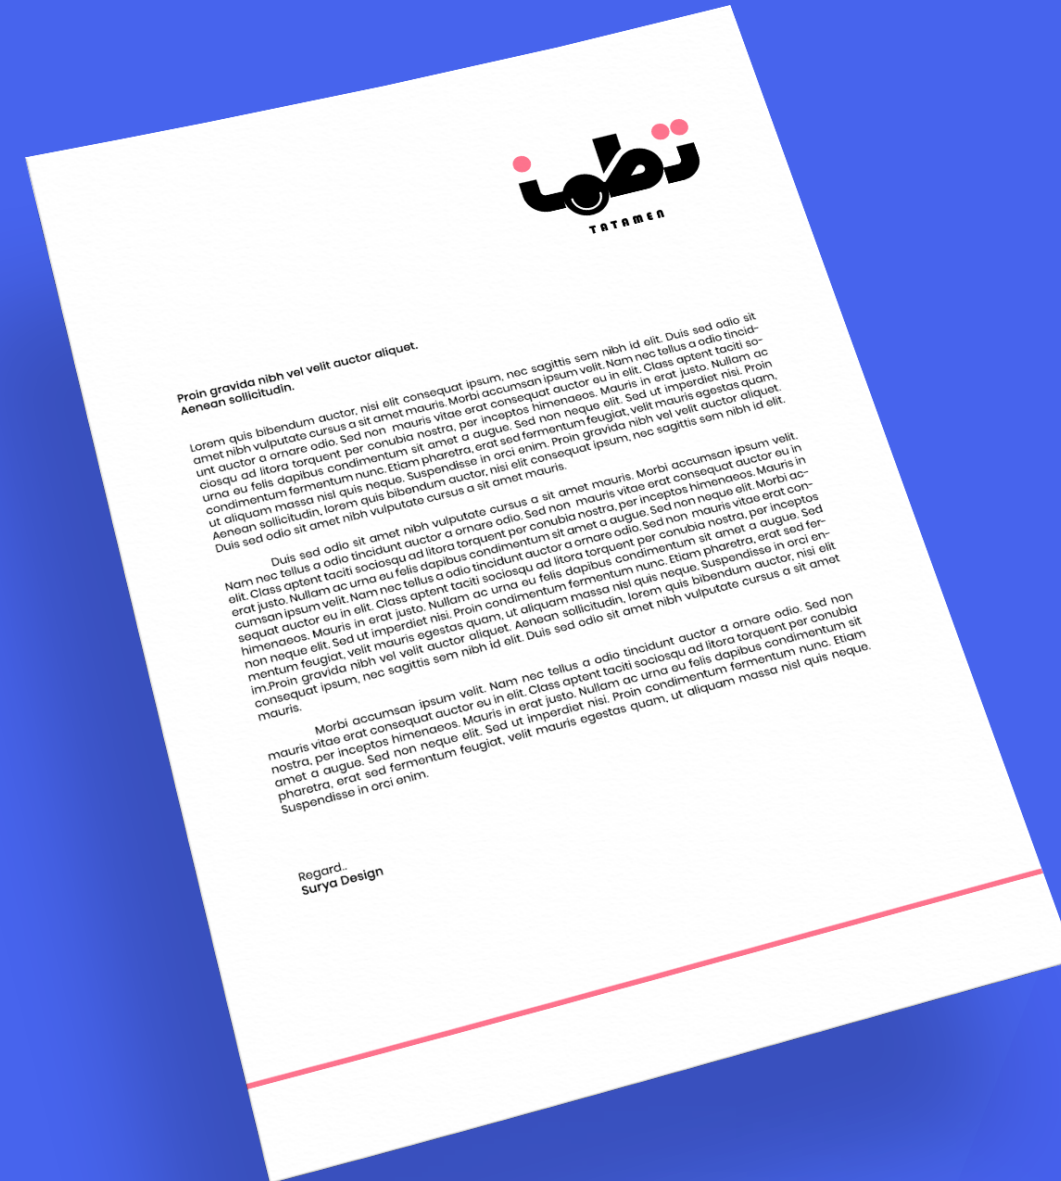 تطمن
TATAMEN
Proin gravida nibh vel velit auctor aliquet.
Aenean sollicitudin.
Lorem quis bibendum auctor, nisi elit consequat ipsum, nec sagittis sem nibh id elit. Duis sed odio sit
amet nibh vulputate cursus a sit amet mauris. Morbi accumsan ipsum velit. Nam nec tellus a odio tincid-
unt auctor a ornare odio. Sed non mauris vitae erat consequat auctor eu in elit. Class aptent taciti so-
ciosqu ad litora torquent per conubia nostra, per inceptos himenaeos. Mauris in erat justo. Nullam ac
urna eu felis dapibus condimentum sit amet a augue. Sed non neque elit. Sed ut imperdiet nisi. Proin
condimentum fermentum nunc. Etiam pharetra, erat sed fermentum feugiat, velit mauris egestas quam,
ut aliquam massa nisl quis neque. Suspendisse in orci enim. Proin gravida nibh vel velit auctor aliquet.
Aenean sollicitudin, lorem quis bibendum auctor, nisi elit consequat ipsum, nec sagittis sem nibh id elit.
Duis sed odio sit amet nibh vulputate cursus a sit amet mauris.
Duis sed odio sit amet nibh vulputate cursus a sit amet mauris. Morbi accumsan ipsum velit.
Nam nec tellus a odio tincidunt auctor a ornare odio. Sed non mauris vitae erat consequat auctor eu in
elit. Class aptent taciti sociosqu ad litora torquent per conubia nostra, per inceptos himenaeos. Mauris in
erat justo. Nullam ac urna eu felis dapibus condimentum sit amet a augue. Sed non neque elit. Morbi ac-
cumsan ipsum velit. Nam nec tellus a odio tincidunt auctor a ornare odio. Sed non mauris vitae erat con-
sequat auctor eu in elit. Class aptent taciti sociosqu ad litora torquent per conubia nostra, per inceptos
himenaeos. Mauris in erat justo. Nullam ac urna eu felis dapibus condimentum sit amet a augue. Sed
non neque elit. Sed ut imperdiet nisi. Proin condimentum fermentum nunc. Etiam pharetra, erat sed fer-
mentum feugiat, velit mauris egestas quam, ut aliquam massa nisl quis neque. Suspendisse in orci en-
im.Proin gravida nibh vel velit auctor aliquet. Aenean sollicitudin, lorem quis bibendum auctor, nisi elit
consequat ipsum, nec sagittis sem nibh id elit. Duis sed odio sit amet nibh vulputate cursus a sit amet
mauris.
Morbi accumsan ipsum velit. Nam nec tellus a odio tincidunt auctor a ornare odio. Sed non
mauris vitae erat consequat auctor eu in elit. Class aptent taciti sociosqu ad litora torquent per conubia
nostra, per inceptos himenaeos. Mauris in erat justo. Nullam ac urna eu felis dapibus condimentum sit
amet a augue. Sed non neque elit. Sed ut imperdiet nisi. Proin condimentum fermentum nunc. Etiam
pharetra, erat sed fermentum feugiat, velit mauris egestas quam, ut aliquam massa nisl quis neque.
Suspendisse in orci enim.
Regard..
Surya Design